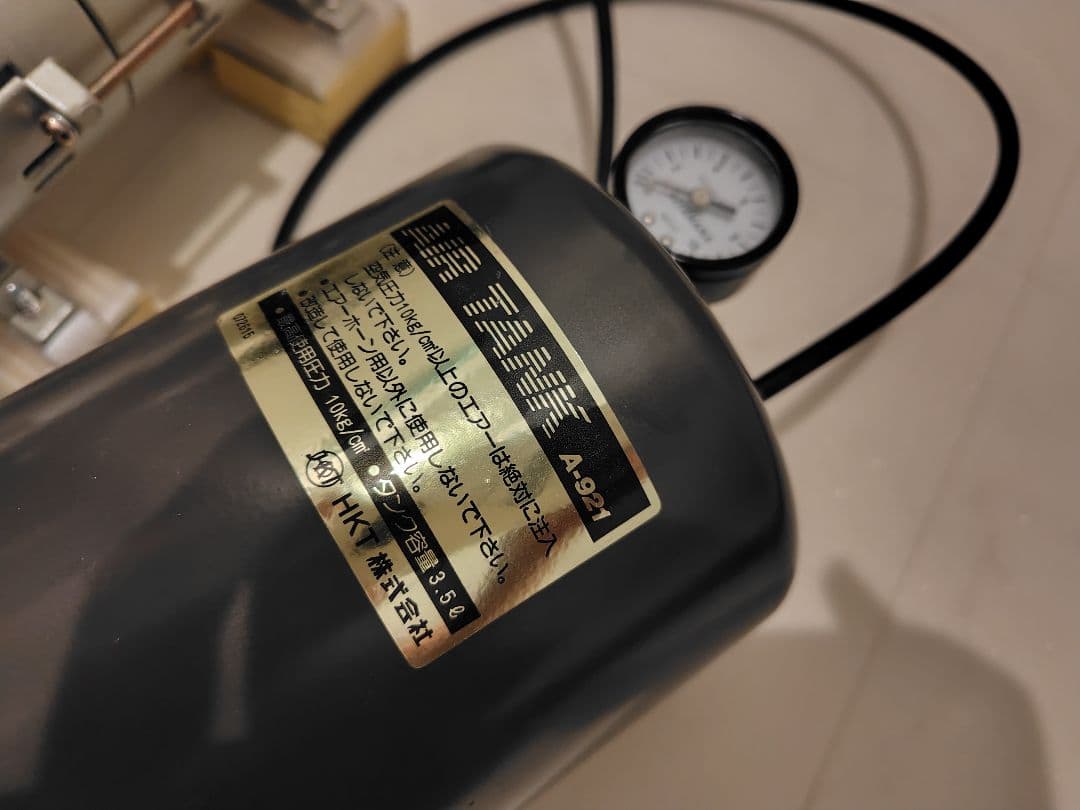 AIR TANK A-921
(注意)
空気圧力10kg/cm²以上のエアーは絶対に注入
しないで下さい。
•エアーホーン用以外に使用しないで下さい。
•改造して使用しないで下さい。
•最高使用圧力 10kg/cm² •タンク容量 3.5ℓ
HKT HKT 株式会社